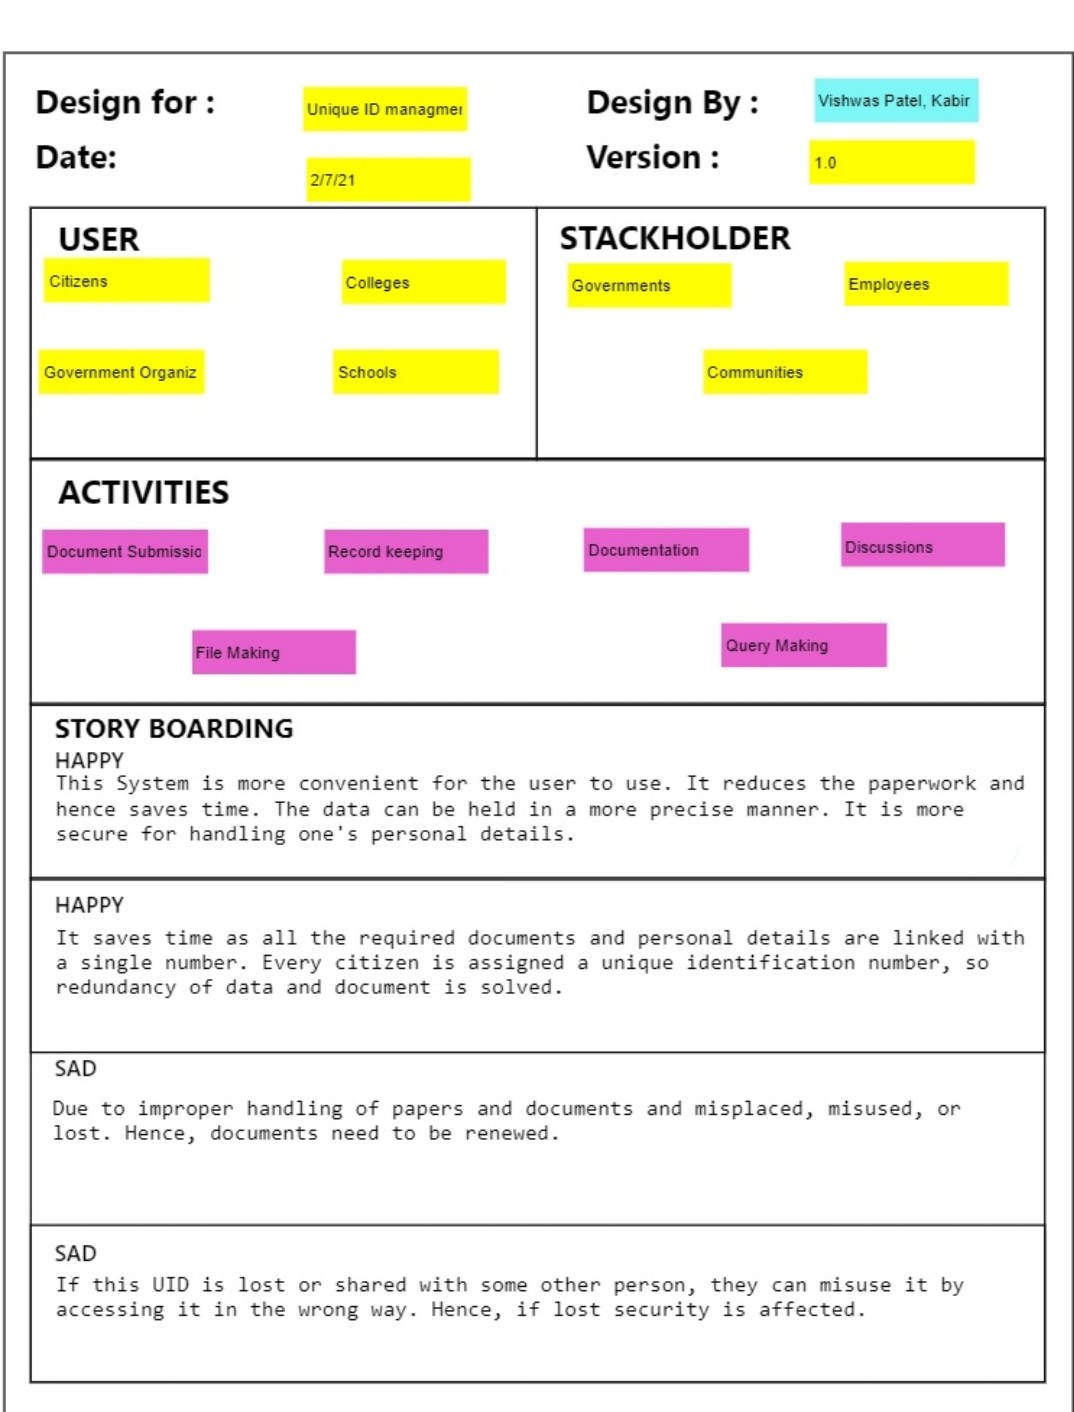 Design for :
Unique ID managmer
Design By :
Vishwas Patel, Kabir
Date:
2/7/21
Version :
1.0
USER
Citizens
Colleges
Government Organiz
Schools
STACKHOLDER
Governments
Employees
Communities
ACTIVITIES
Document Submissic
Record keeping
Documentation
Discussions
File Making
Query Making
STORY BOARDING
HAPPY
This System is more convenient for the user to use. It reduces the paperwork and
hence saves time. The data can be held in a more precise manner. It is more
secure for handling one's personal details.
HAPPY
It saves time as all the required documents and personal details are linked with
a single number. Every citizen is assigned a unique identification number, so
redundancy of data and document is solved.
SAD
Due to improper handling of papers and documents and misplaced, misused, or
lost. Hence, documents need to be renewed.
SAD
If this UID is lost or shared with some other person, they can misuse it by
accessing it in the wrong way. Hence, if lost security is affected.